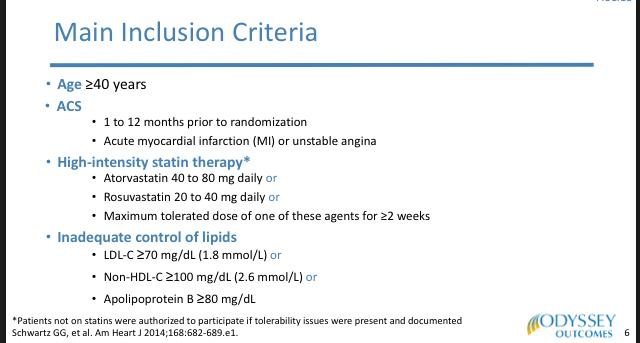 Main Inclusion Criteria
• Age ≥40 years
• ACS
• 1 to 12 months prior to randomization
• Acute myocardial infarction (MI) or unstable angina
• High-intensity statin therapy*
• Atorvastatin 40 to 80 mg daily or
• Rosuvastatin 20 to 40 mg daily or
• Maximum tolerated dose of one of these agents for ≥2 weeks
• Inadequate control of lipids
• LDL-C ≥70 mg/dL (1.8 mmol/L) or
• Non-HDL-C ≥100 mg/dL (2.6 mmol/L) or
• Apolipoprotein B ≥80 mg/dL
*Patients not on statins were authorized to participate if tolerability issues were present and documented
Schwartz GG, et al. Am Heart J 2014;168:682-689.e1.
ODYSSEY
OUTCOMES
6